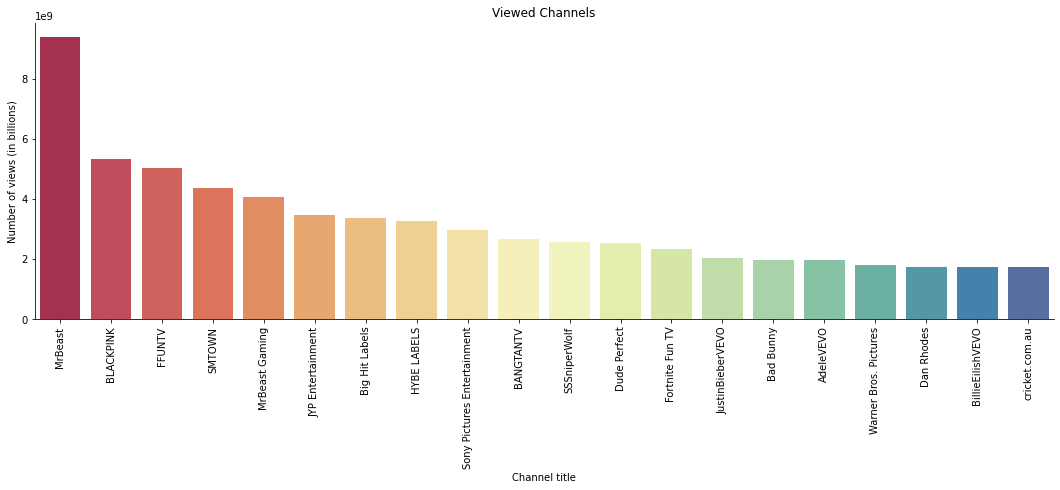 Viewed Channels
1e9
Number of views (in billions)
8
6
4
2
0
MrBeast
BLACKPINK
FFUNTV
SMTOWN
MrBeast Gaming
JYP Entertainment
Big Hit Labels
HYBE LABELS
Sony Pictures Entertainment
BANGTANTV
SSSniperWolf
Dude Perfect
Fortnite Fun TV
JustinBieberVEVO
Bad Bunny
AdeleVEVO
Warner Bros. Pictures
Dan Rhodes
BillieEilishVEVO
cricket.com.au
Channel title